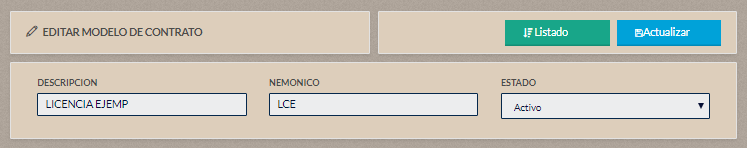 EDITAR MODELO DE CONTRATO
Listado
Actualizar
DESCRIPCION
NEMONICO
ESTADO
LICENCIA EJEMP
LCE
Activo